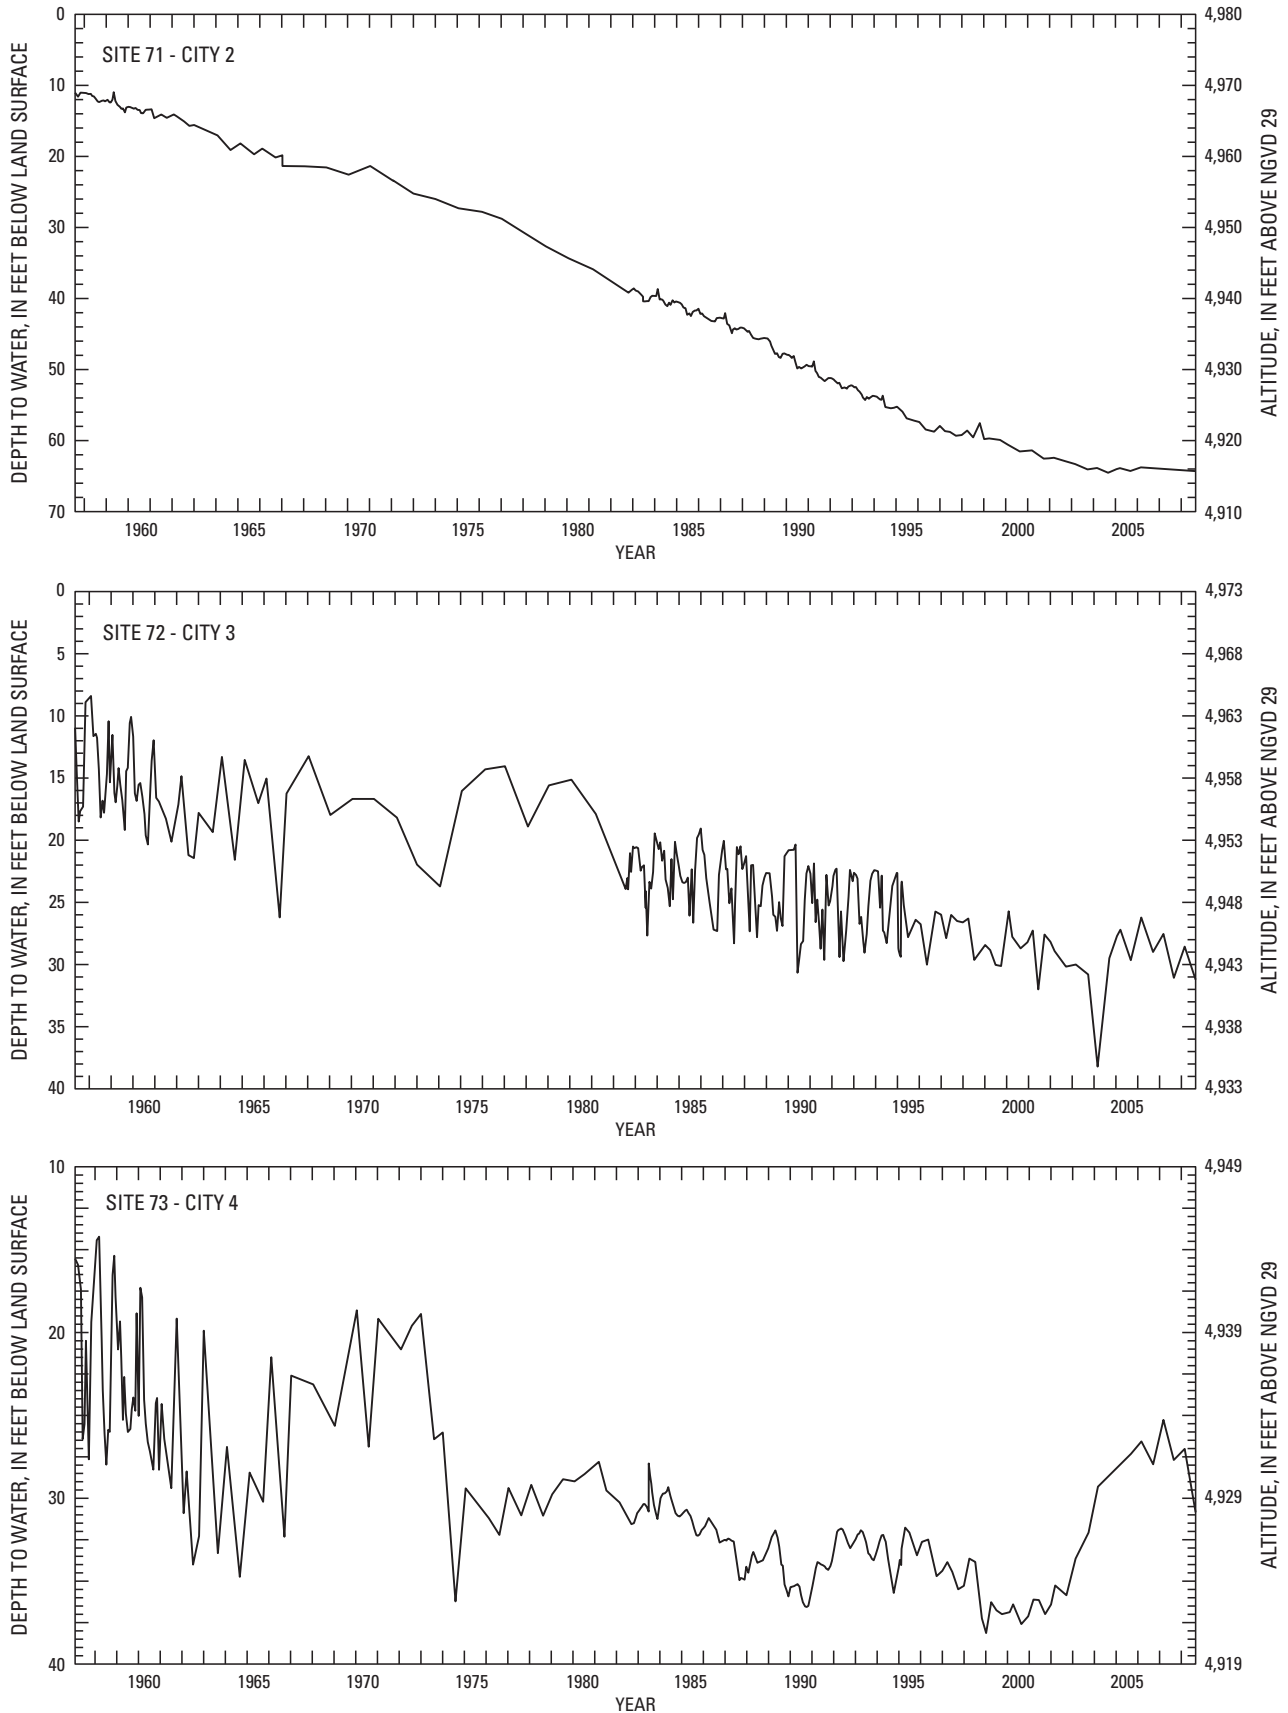 SITE 71 - CITY 2
DEPTH TO WATER, IN FEET BELOW LAND SURFACE
0
10
20
30
40
50
60
70
4,980
4,970
4,960
4,950
4,940
4,930
4,920
4,910
ALTITUDE, IN FEET ABOVE NGVD 29
1960 1965 1970 1975 1980 1985 1990 1995 2000 2005
YEAR
SITE 72 - CITY 3
DEPTH TO WATER, IN FEET BELOW LAND SURFACE
0
5
10
15
20
25
30
35
40
4,973
4,968
4,963
4,958
4,953
4,948
4,943
4,938
4,933
ALTITUDE, IN FEET ABOVE NGVD 29
1960 1965 1970 1975 1980 1985 1990 1995 2000 2005
YEAR
SITE 73 - CITY 4
DEPTH TO WATER, IN FEET BELOW LAND SURFACE
10
20
30
40
4,949
4,939
4,929
4,919
ALTITUDE, IN FEET ABOVE NGVD 29
1960 1965 1970 1975 1980 1985 1990 1995 2000 2005
YEAR